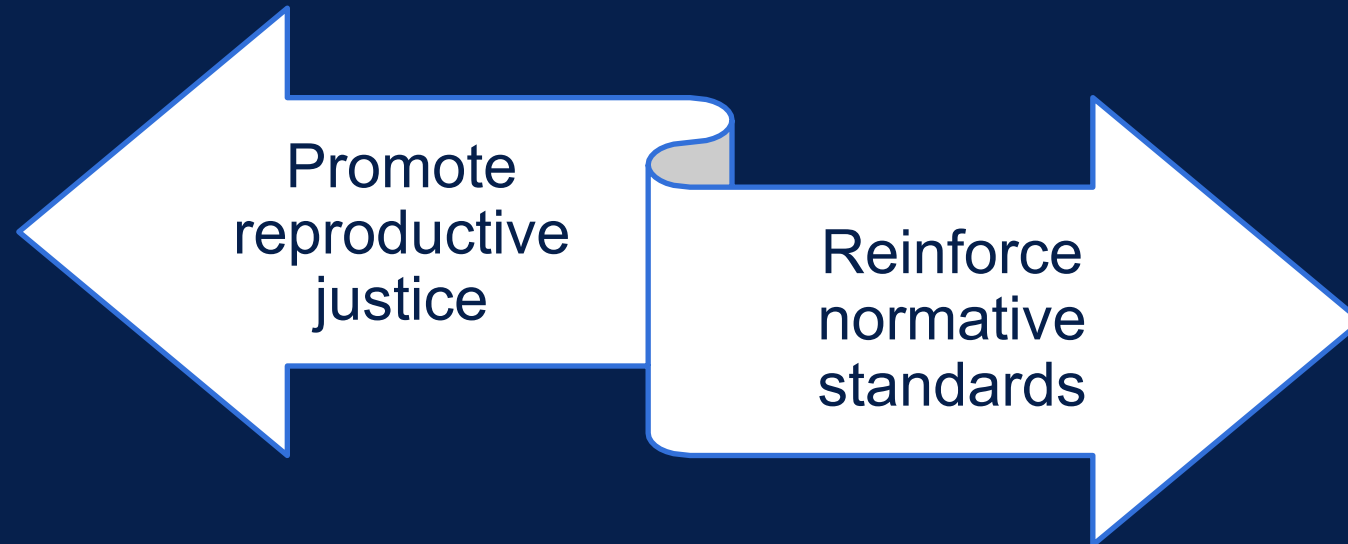 Promote
reproductive
justice
Reinforce
normative
standards